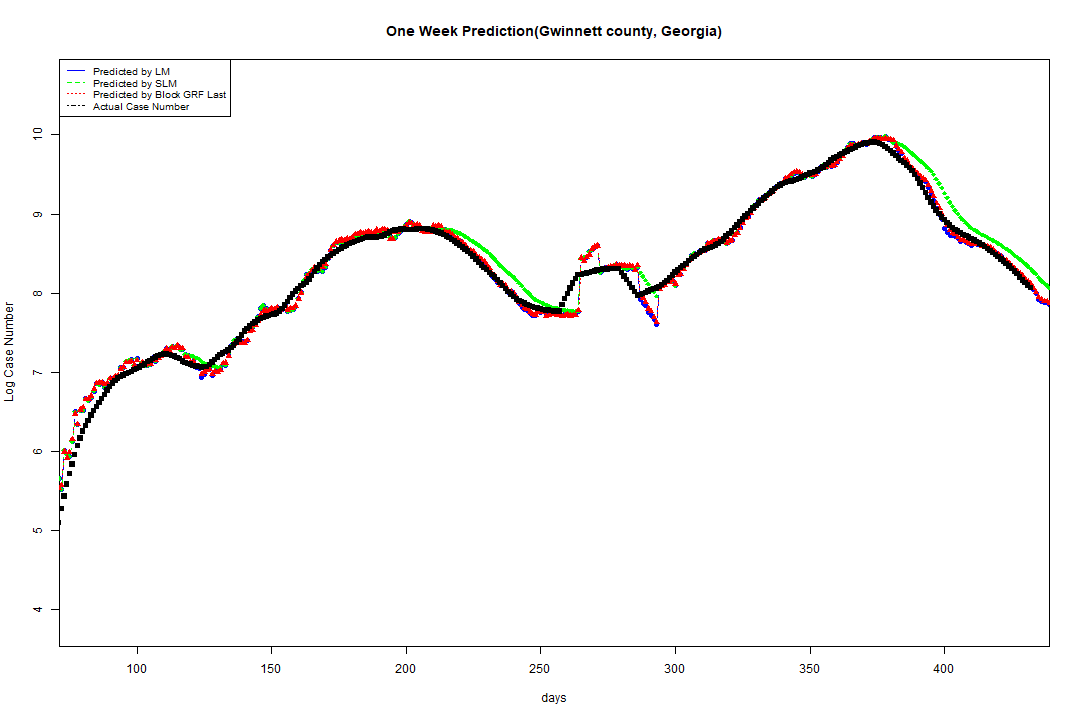 One Week Prediction(Gwinnett county, Georgia)
Predicted by LM
Predicted by SLM
Predicted by Block GRF Last
Actual Case Number
10
9
8
7
6
5
4
Log Case Number
100 150 200 250 300 350 400
days